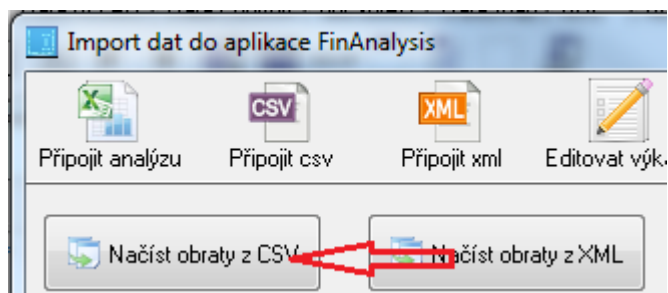 Import dat do aplikace FinAnalysis
CSV
XML
Připojit analýzu Připojit csv Připojit xml Editovat výk
Načíst obraty z CSV Načíst obraty z XML